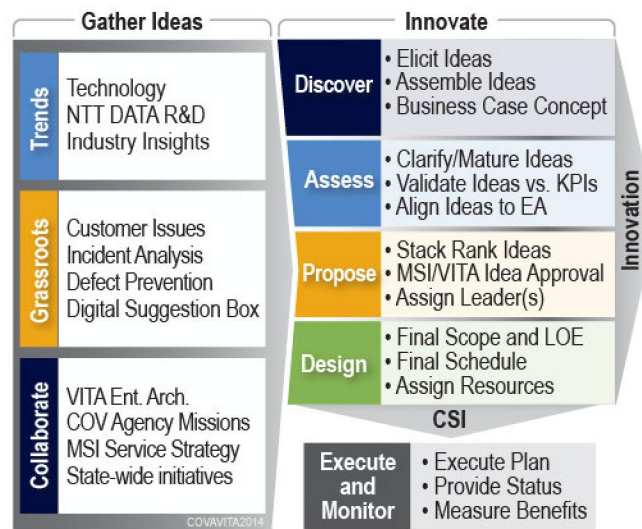 Gather Ideas
Trends
Technology
NTT DATA R&D
Industry Insights
Grassroots
Customer Issues
Incident Analysis
Defect Prevention
Digital Suggestion Box
Collaborate
VITA Ent. Arch.
COV Agency Missions
MSI Service Strategy
State-wide initiatives
COVAVITA2014
Innovate
Discover
• Elicit Ideas
• Assemble Ideas
• Business Case Concept
Assess
• Clarify/Mature Ideas
• Validate Ideas vs. KPIs
• Align Ideas to EA
Propose
• Stack Rank Ideas
• MSI/VITA Idea Approval
• Assign Leader(s)
Design
• Final Scope and LOE
• Final Schedule
• Assign Resources
Innovation
CSI
Execute
and
Monitor
• Execute Plan
• Provide Status
• Measure Benefits